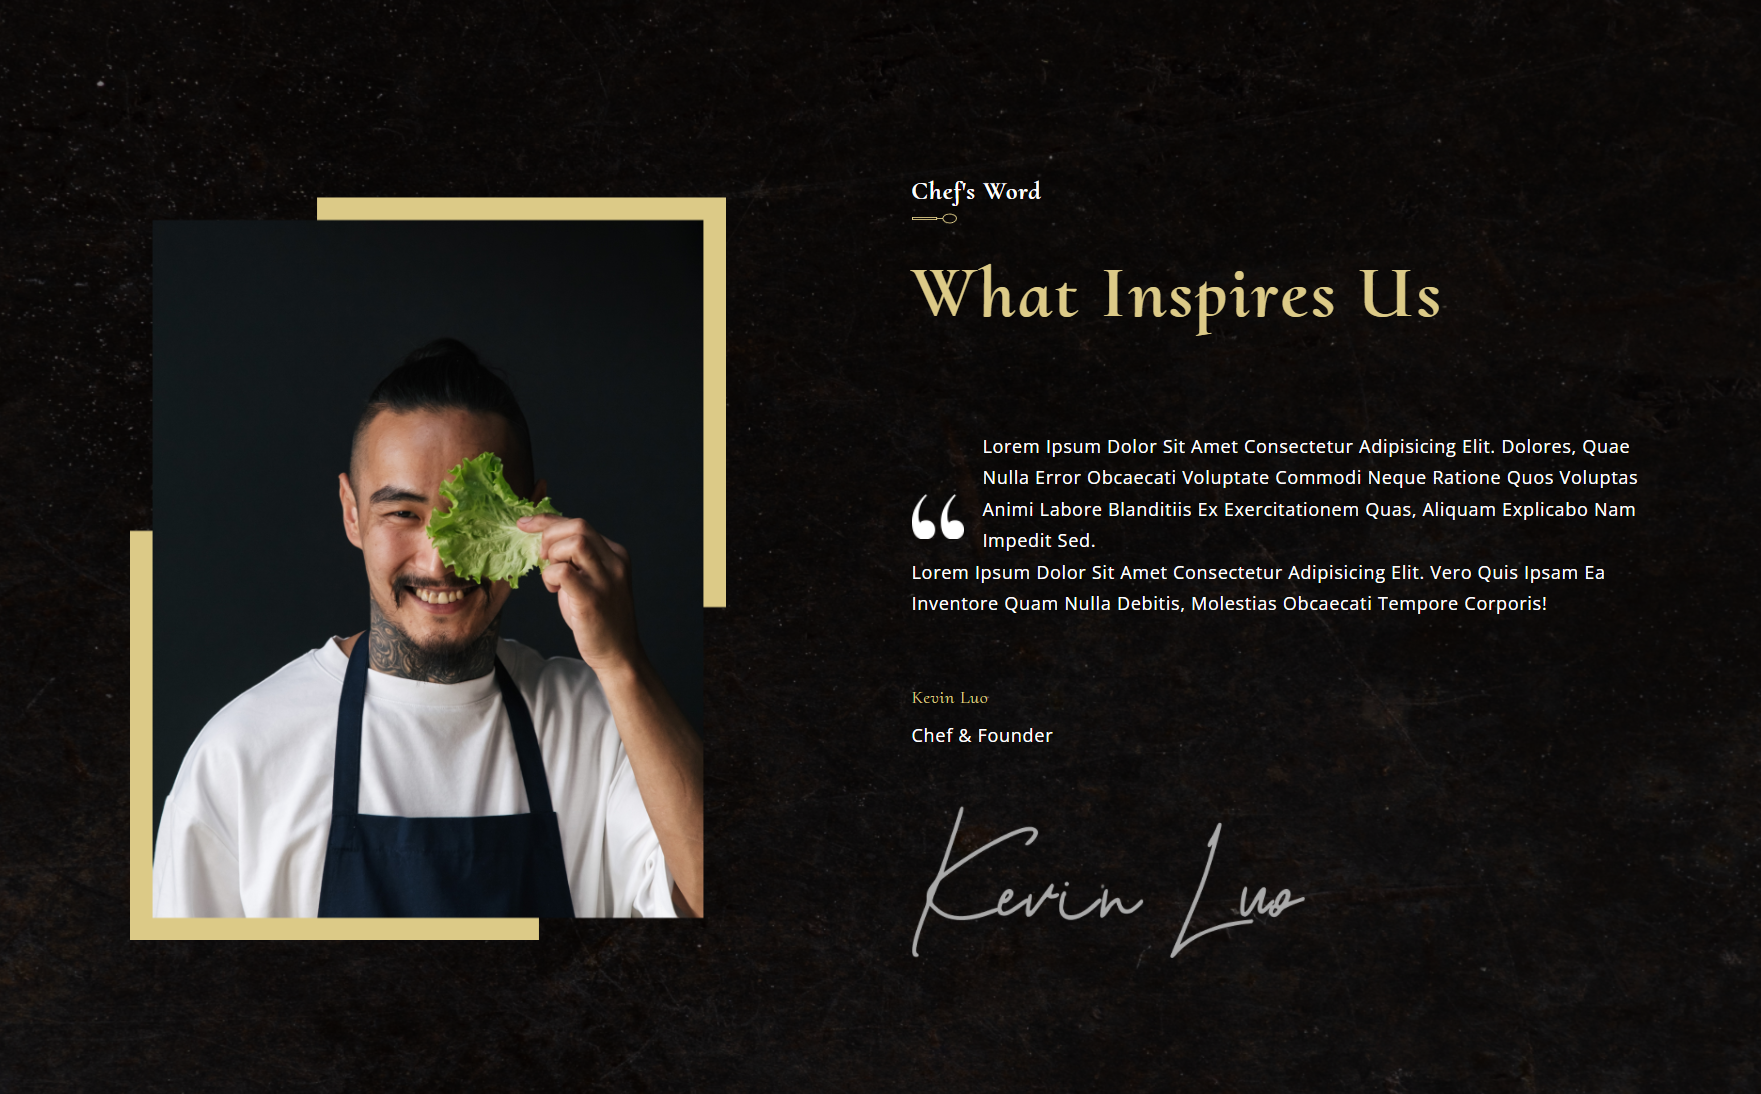 Chef's Word
What Inspires Us
Lorem Ipsum Dolor Sit Amet Consectetur Adipisicing Elit. Dolores, Quae
Nulla Error Obcaecati Voluptate Commodi Neque Ratione Quos Voluptas
Animi Labore Blanditiis Ex Exercitationem Quas, Aliquam Explicabo Nam
“ Impedit Sed.
Lorem Ipsum Dolor Sit Amet Consectetur Adipisicing Elit. Vero Quis Ipsam Ea
Inventore Quam Nulla Debitis, Molestias Obcaecati Tempore Corporis!
Kevin Luo
Chef & Founder
Kevin Luo